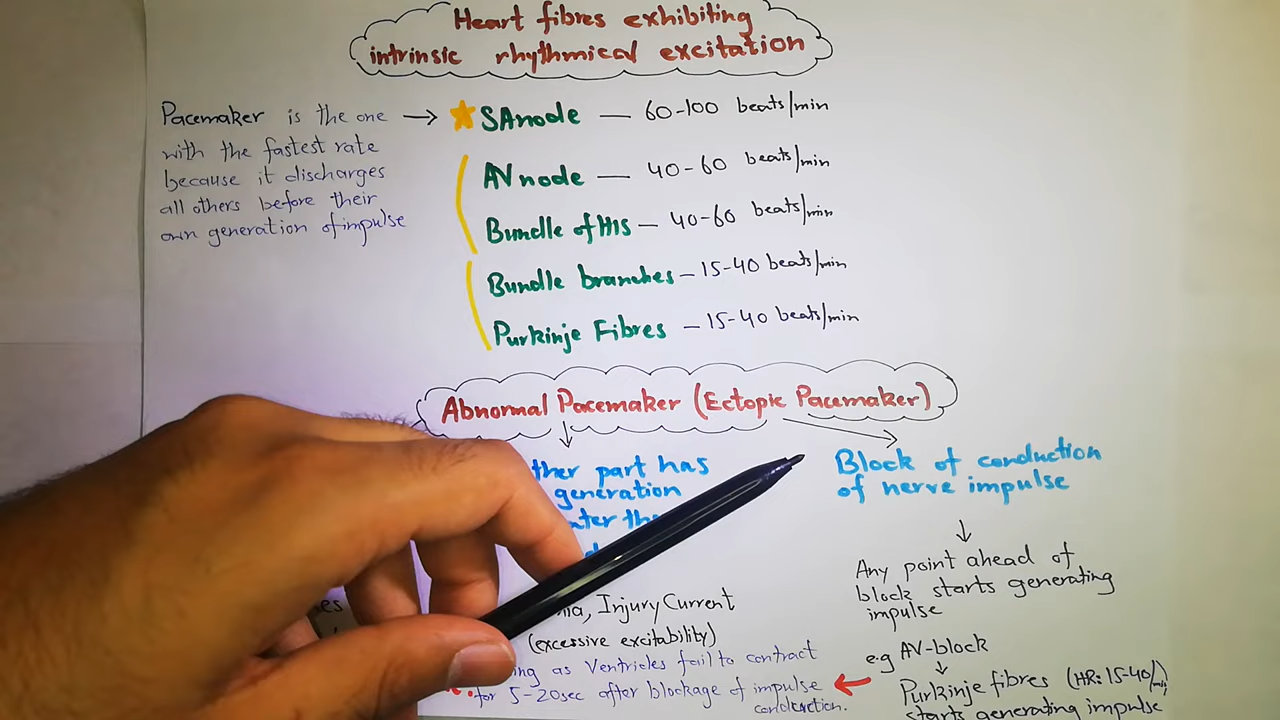 Heart fibres exhibiting
intrinsic rhythmical excitation
Pacemaker is the one → SAnode — 60-100 beats/min
with the fastest rate
because it discharges
all others before their
own generation of impulse
AV node — 40-60 beats/min
Bundle of His — 40-60 beats/min
Bundle branches — 15-40 beats/min
Purkinje Fibres — 15-40 beats/min
Abnormal Pacemaker (Ectopic Pacemaker)
ther part has
generation
Block of conduction
of nerve impulse
Any point ahead of
block starts generating
impulse
Injury Current
(excessive excitability)
as Ventricles fail to contract
for 5-20sec after blockage of impulse
conduction.
e.g AV-block
Purkinje fibres (HR: 15-40/min)
starts generating impulse